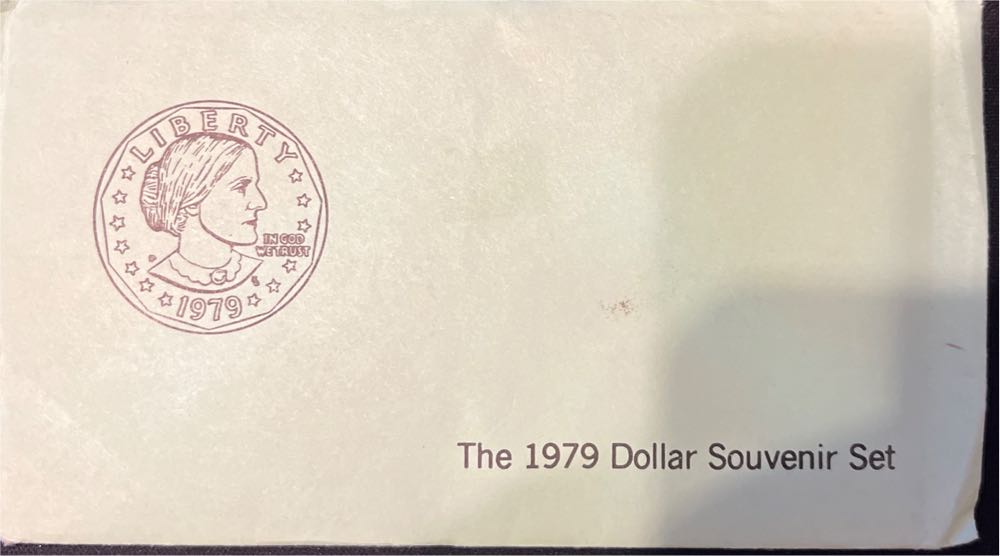 LIBERTY
IN GOD
WE TRUST
1979
The 1979 Dollar Souvenir Set